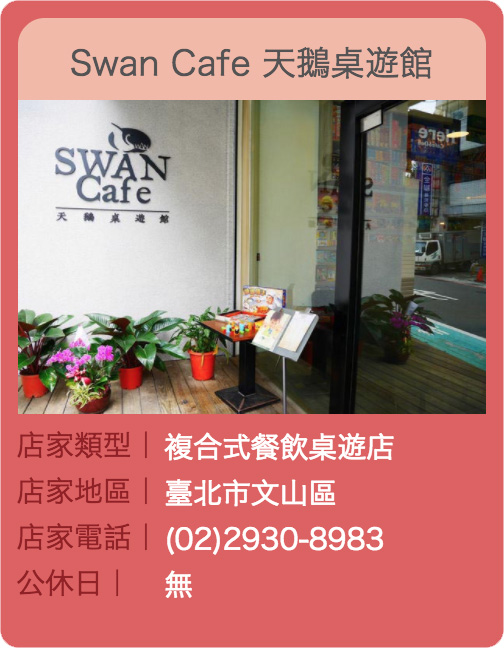 Swan Cafe 天鵝桌遊館
SWAN
Cafe
天鵝桌遊館
Here
店家類型｜ 複合式餐飲桌遊店
店家地區｜ 臺北市文山區
店家電話｜ (02)2930-8983
公休日｜ 無